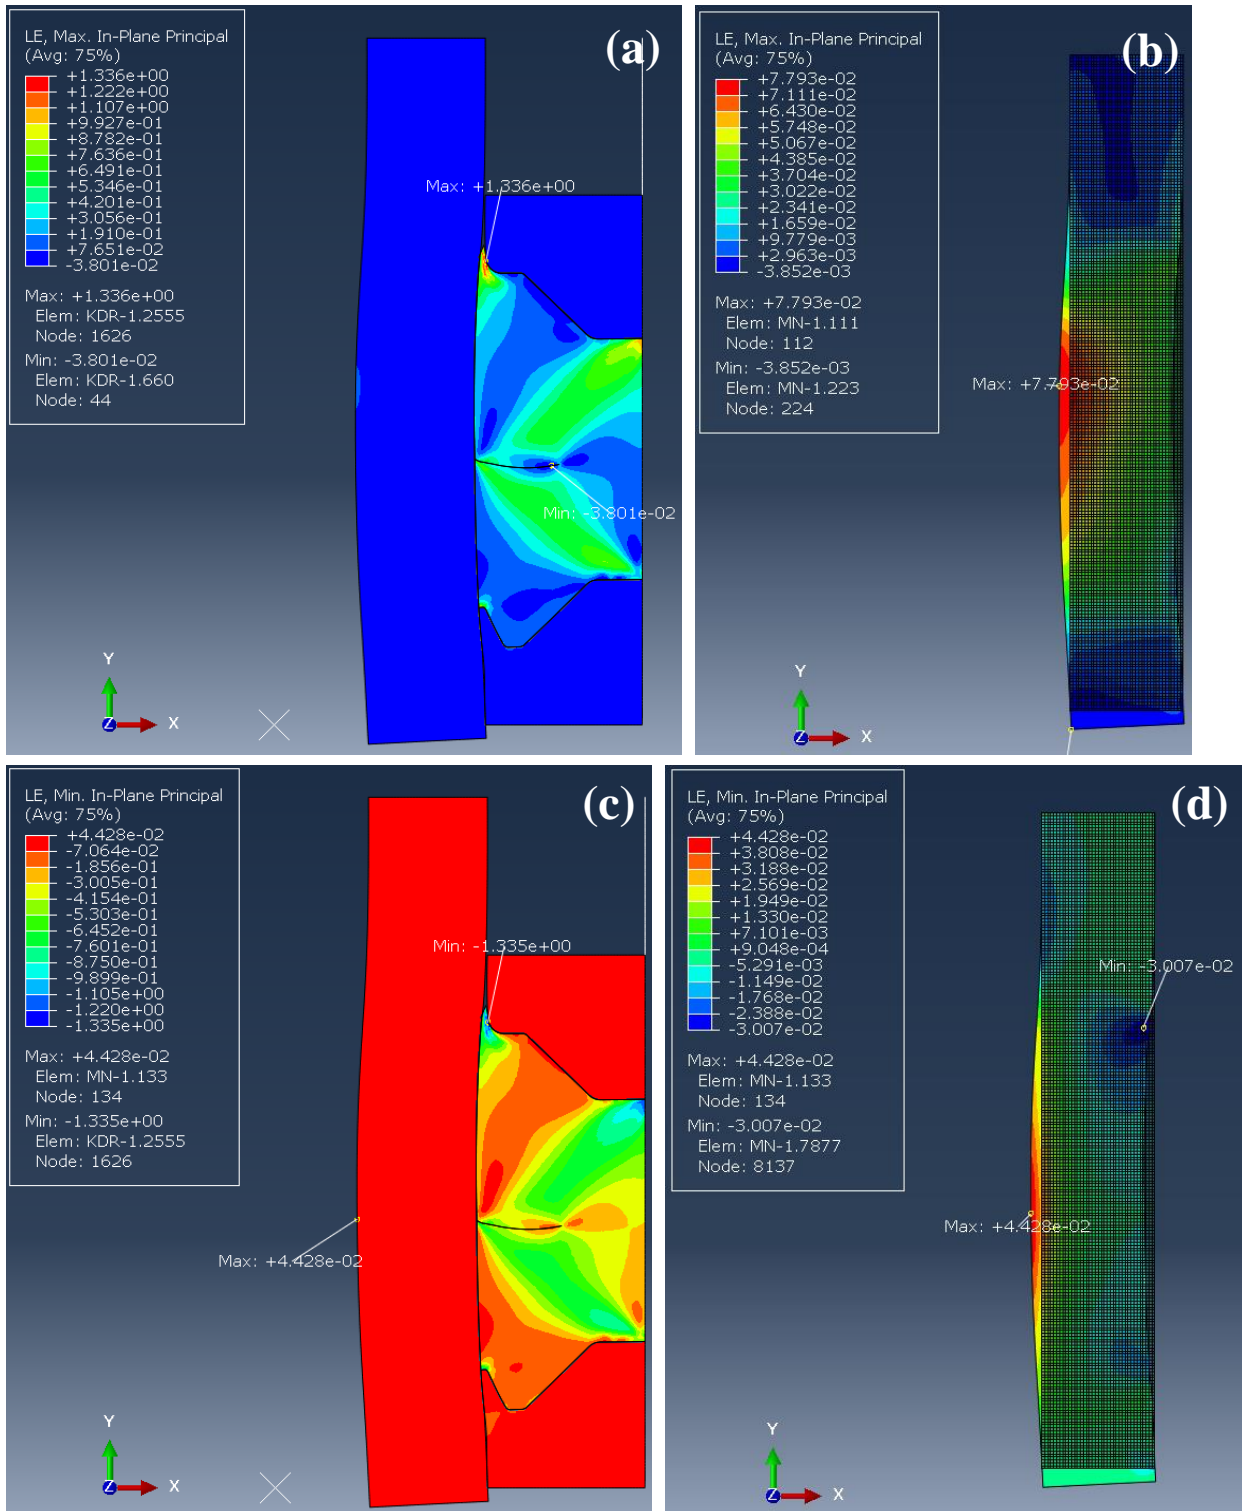 LE, Max. In-Plane Principal
(Avg: 75%)
+1.336e+00
+1.222e+00
+1.107e+00
+9.927e-01
+8.782e-01
+7.636e-01
+6.491e-01
+5.346e-01
+4.201e-01
+3.056e-01
+1.910e-01
+7.651e-02
-3.801e-02
Max: +1.336e+00
Elem: KDR-1.2555
Node: 1626
Min: -3.801e-02
Elem: KDR-1.660
Node: 44
(a)
Max: +1.336e+00
Min: -3.801e-02
Y
Z
X
LE, Max. In-Plane Principal
(Avg: 75%)
+7.793e-02
+7.111e-02
+6.430e-02
+5.748e-02
+5.067e-02
+4.385e-02
+3.704e-02
+3.022e-02
+2.341e-02
+1.659e-02
+9.779e-03
+2.963e-03
-3.852e-03
Max: +7.793e-02
Elem: MN-1.111
Node: 112
Min: -3.852e-03
Elem: MN-1.223
Node: 224
(b)
Max: +7.793e-02
Y
Z
X
LE, Min. In-Plane Principal
(Avg: 75%)
+4.428e-02
-7.064e-02
-1.856e-01
-3.005e-01
-4.154e-01
-5.303e-01
-6.452e-01
-7.601e-01
-8.750e-01
-9.899e-01
-1.105e+00
-1.220e+00
-1.335e+00
Max: +4.428e-02
Elem: MN-1.133
Node: 134
Min: -1.335e+00
Elem: KDR-1.2555
Node: 1626
(c)
Min: -1.335e+00
Max: +4.428e-02
Y
Z
X
LE, Min. In-Plane Principal
(Avg: 75%)
+4.428e-02
+3.808e-02
+3.188e-02
+2.569e-02
+1.949e-02
+1.330e-02
+7.101e-03
+9.048e-04
-5.291e-03
-1.149e-02
-1.768e-02
-2.388e-02
-3.007e-02
Max: +4.428e-02
Elem: MN-1.133
Node: 134
Min: -3.007e-02
Elem: MN-1.7877
Node: 8137
(d)
Min: -3.007e-02
Max: +4.428e-02
Y
Z
X